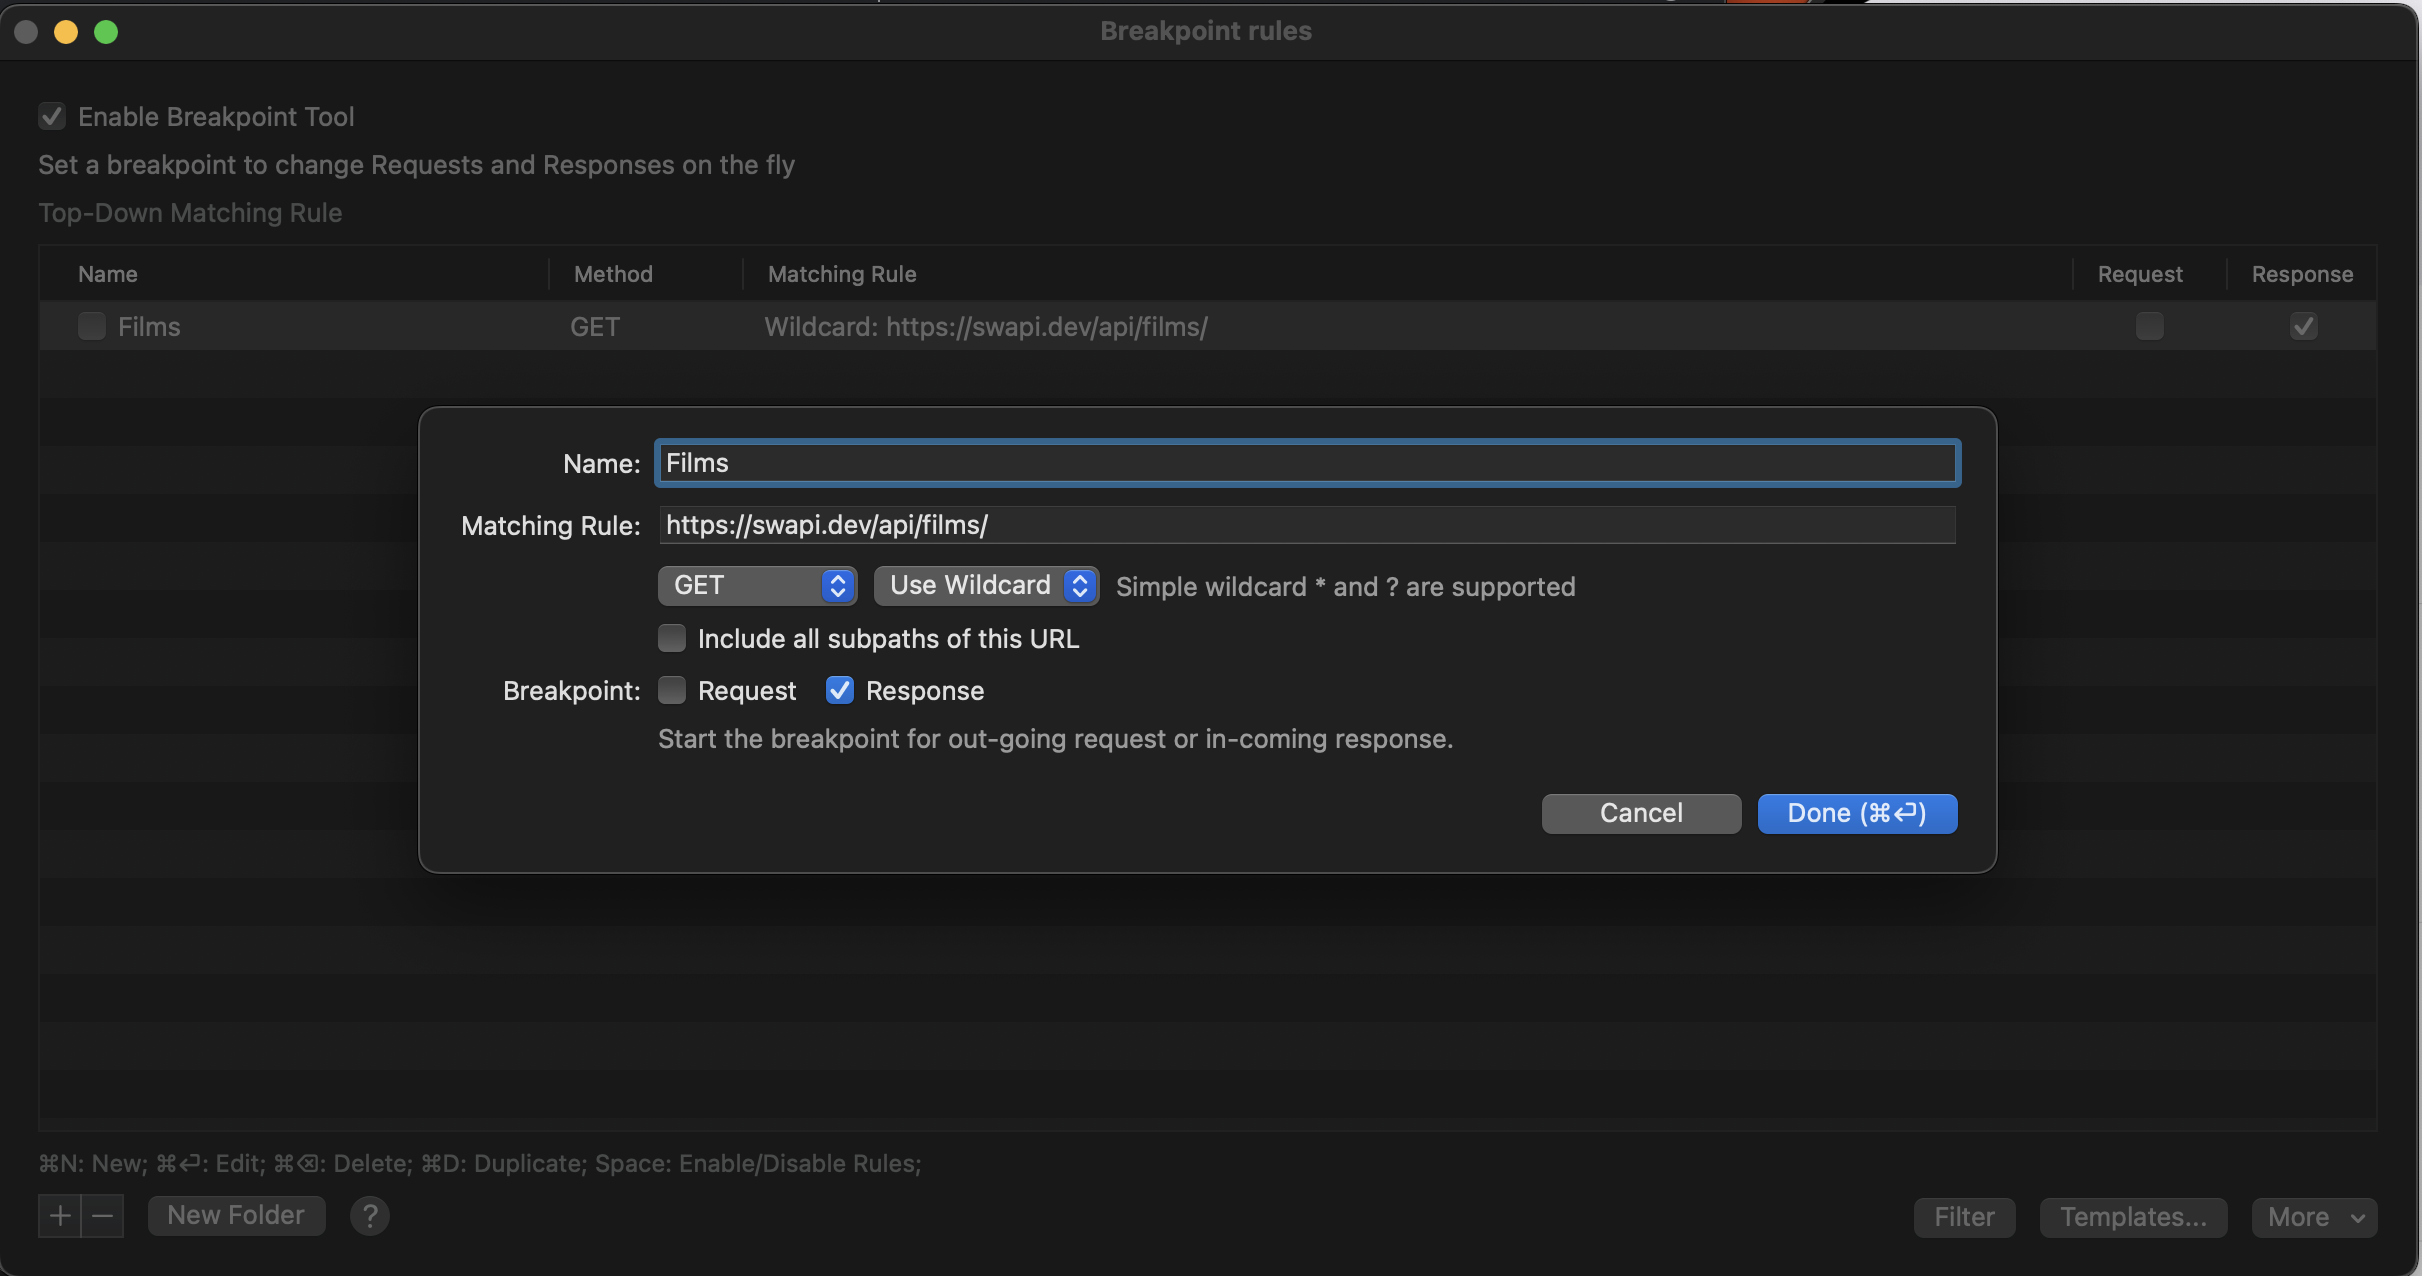 Breakpoint rules
Enable Breakpoint Tool
Set a breakpoint to change Requests and Responses on the fly
Top-Down Matching Rule
Name Method Matching Rule Request Response
Films GET Wildcard: https://swapi.dev/api/films/
Name: Films
Matching Rule: https://swapi.dev/api/films/
GET Use Wildcard Simple wildcard * and ? are supported
Include all subpaths of this URL
Breakpoint: Request Response
Start the breakpoint for out-going request or in-coming response.
Cancel Done (⌘⏎)
⌘N: New; ⌘⏎: Edit; ⌘⌫: Delete; ⌘D: Duplicate; Space: Enable/Disable Rules;
+ − New Folder ? Filter Templates... More